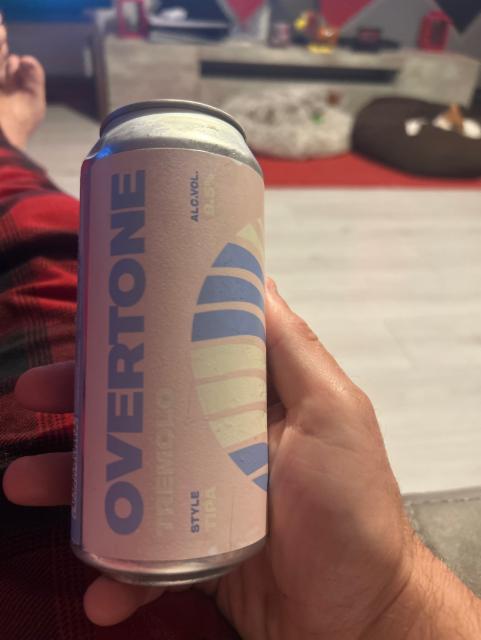 OVERTONE
TREMOLO
ALC.VOL.
STYLE
TIPA